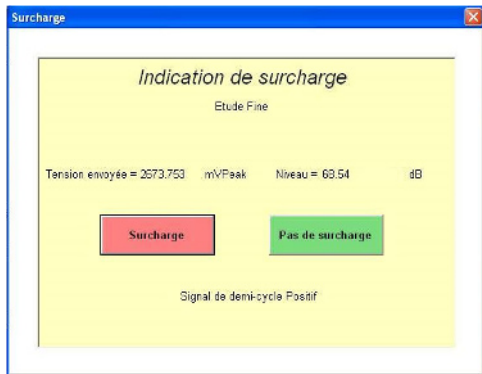 Surcharge
Indication de surcharge
Etude Fine
Tension envoyée = 2673.753 mVPeak Niveau = 68.54 dB
Surcharge Pas de surcharge
Signal de demi-cycle Positif